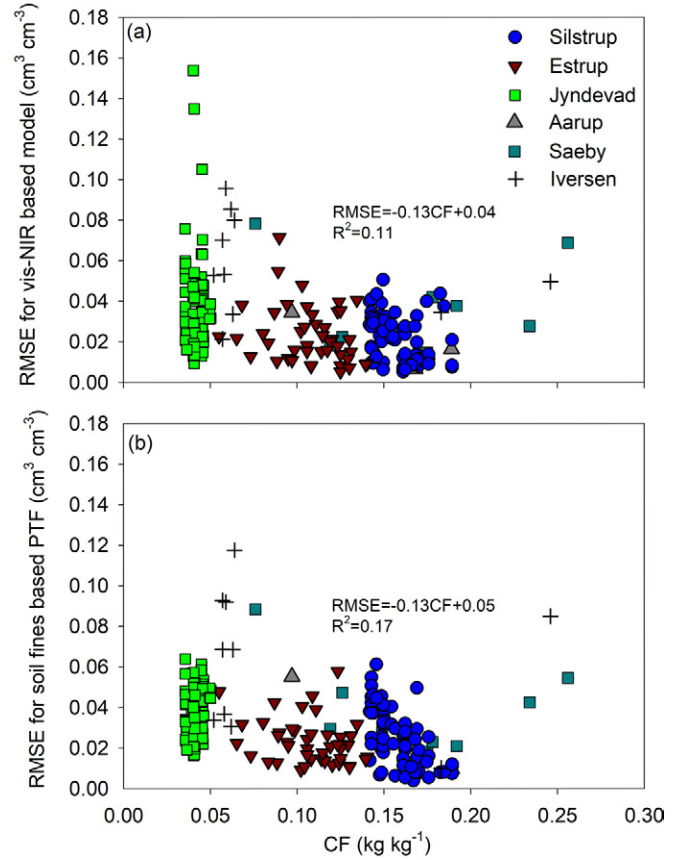 RMSE for vis-NIR based model (cm³ cm⁻³)
0.18
0.16
0.14
0.12
0.10
0.08
0.06
0.04
0.02
0.00
(a)
Silstrup
Estrup
Jyndevad
Aarup
Saeby
Iversen
RMSE=-0.13CF+0.04
R²=0.11
RMSE for soil fines based PTF (cm³ cm⁻³)
0.18
0.16
0.14
0.12
0.10
0.08
0.06
0.04
0.02
0.00
(b)
RMSE=-0.13CF+0.05
R²=0.17
0.00 0.05 0.10 0.15 0.20 0.25 0.30
CF (kg kg⁻¹)